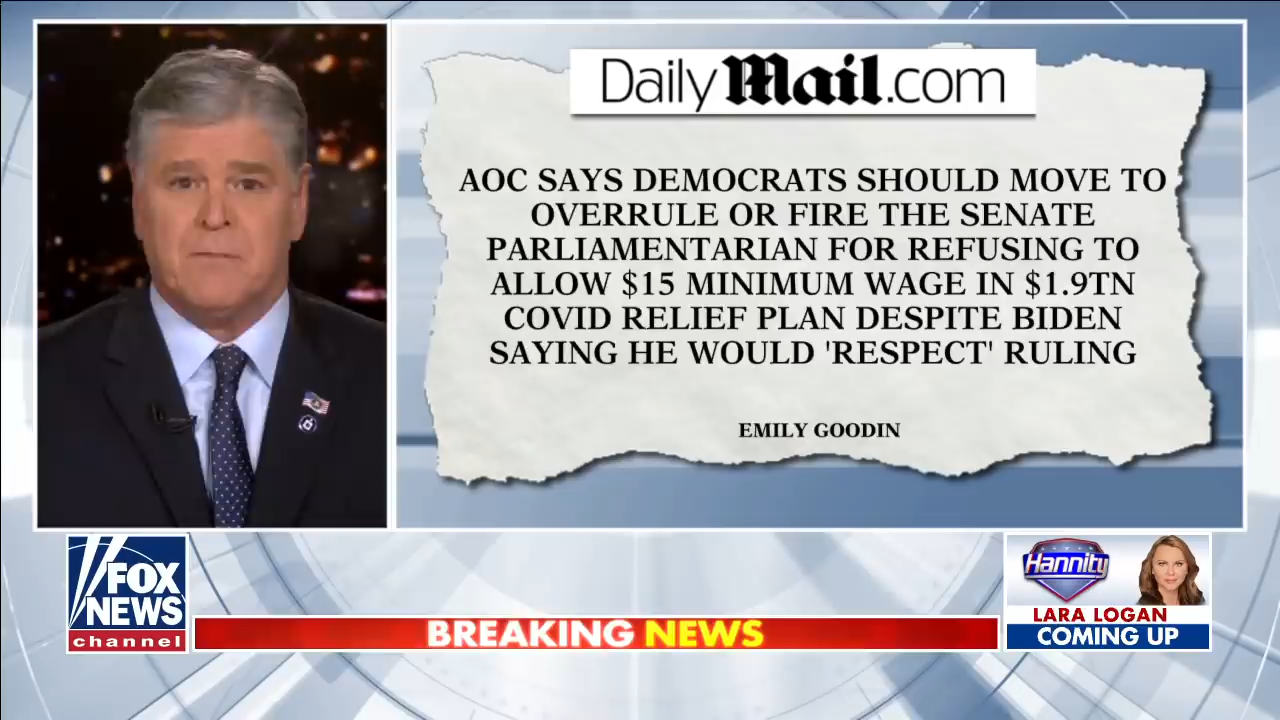 DailyMail.com
AOC SAYS DEMOCRATS SHOULD MOVE TO
OVERRULE OR FIRE THE SENATE
PARLIAMENTARIAN FOR REFUSING TO
ALLOW $15 MINIMUM WAGE IN $1.9TN
COVID RELIEF PLAN DESPITE BIDEN
SAYING HE WOULD 'RESPECT' RULING
EMILY GOODIN
FOX
NEWS
channel
BREAKING NEWS
Hannity
LARA LOGAN
COMING UP